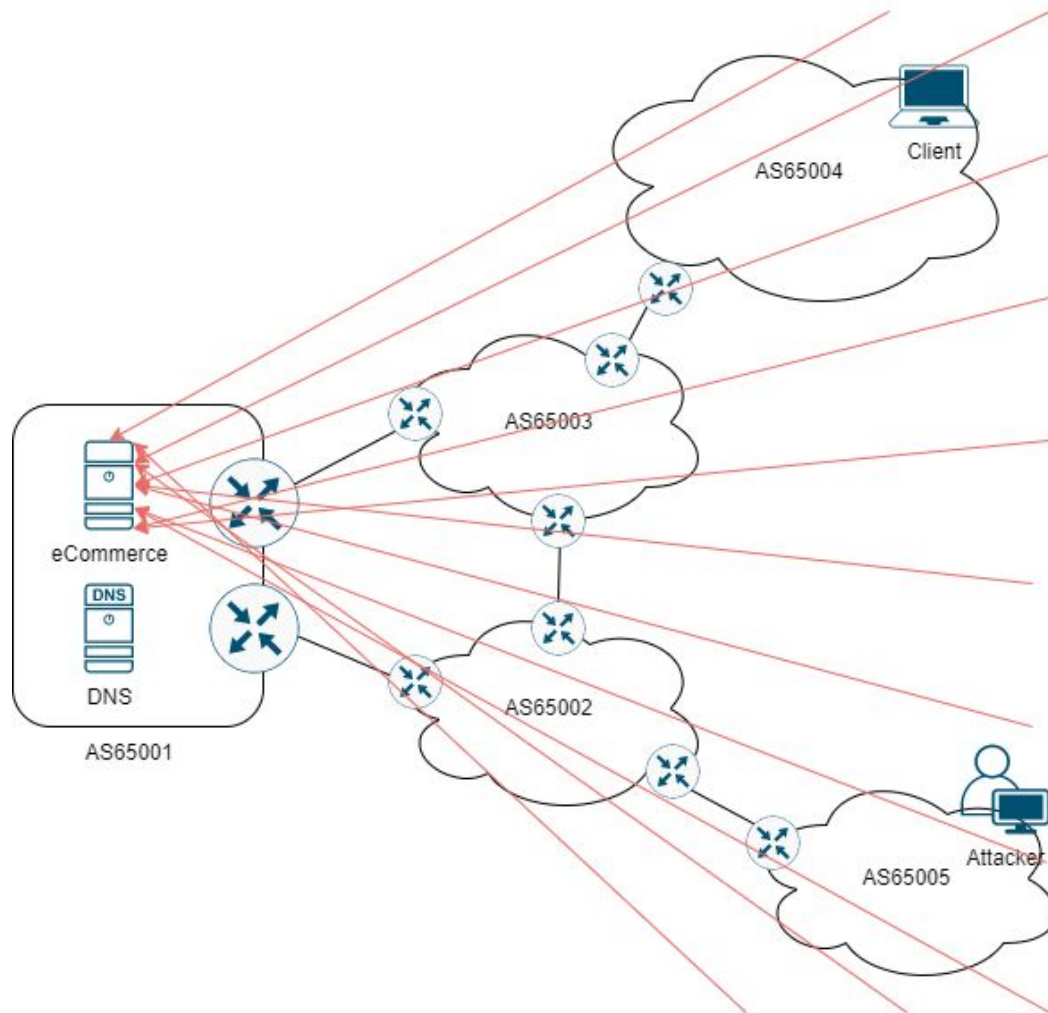 Client
AS65004
AS65003
eCommerce
DNS
DNS
AS65001
AS65002
Attacker
AS65005